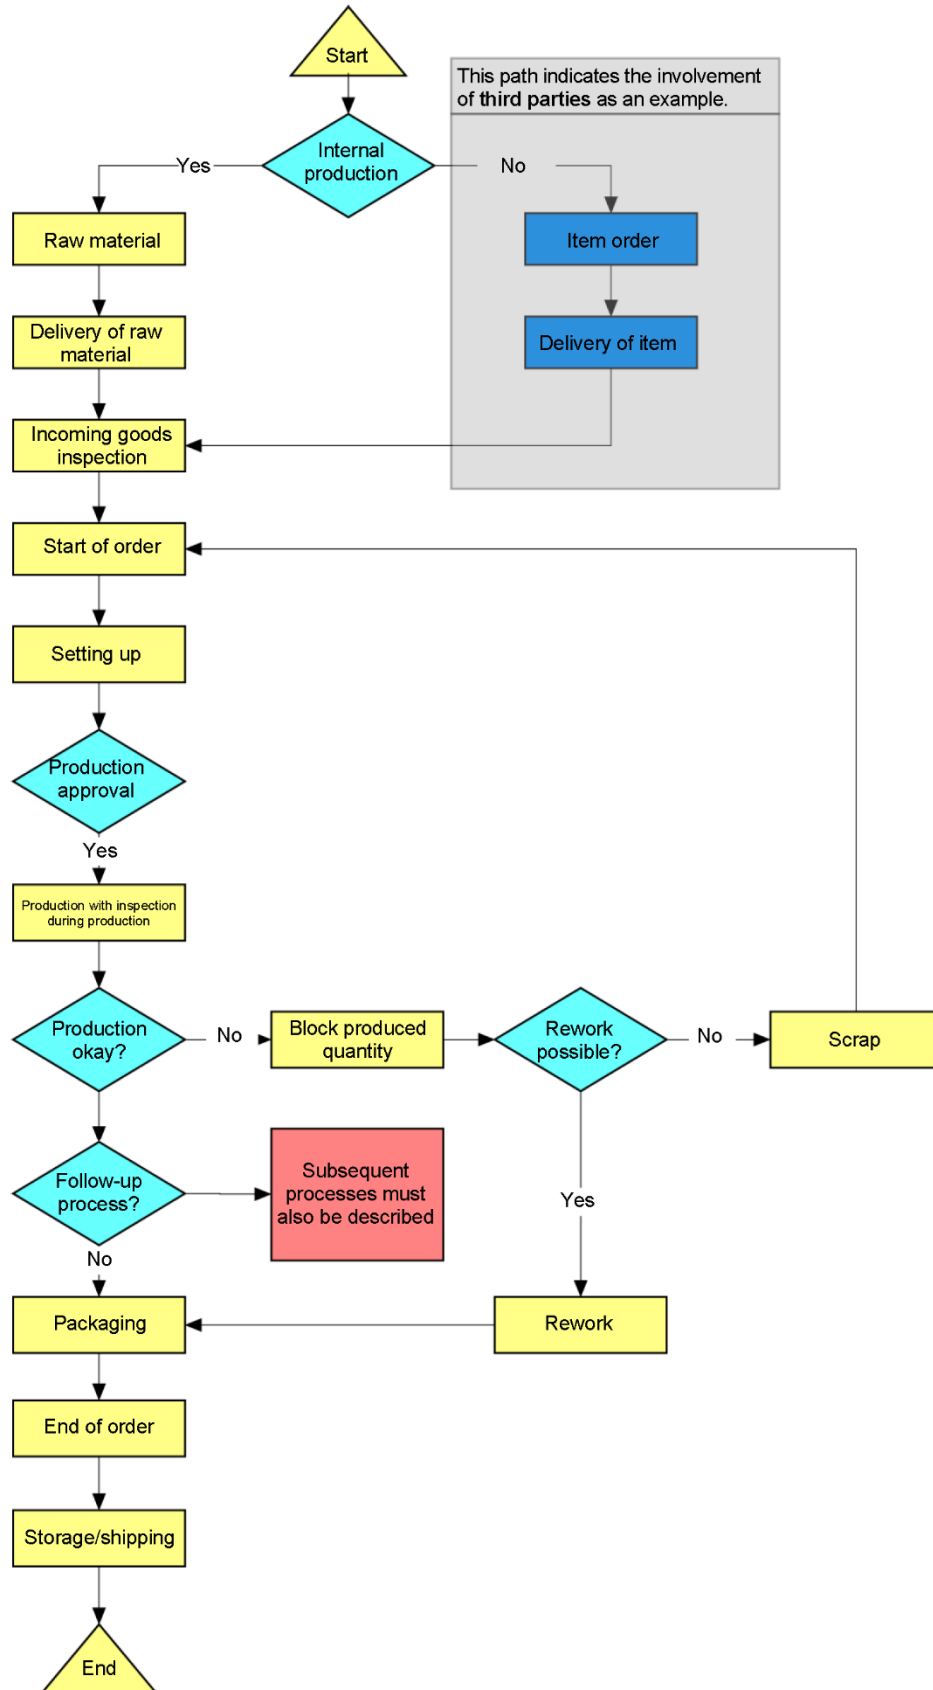 Start
This path indicates the involvement
of third parties as an example.
Internal
production
Yes
No
Raw material
Item order
Delivery of raw
material
Delivery of item
Incoming goods
inspection
Start of order
Setting up
Production
approval
Yes
Production with inspection
during production
Production
okay?
No
Block produced
quantity
Rework
possible?
No
Scrap
Follow-up
process?
Subsequent
processes must
also be described
Yes
No
Packaging
Rework
End of order
Storage/shipping
End